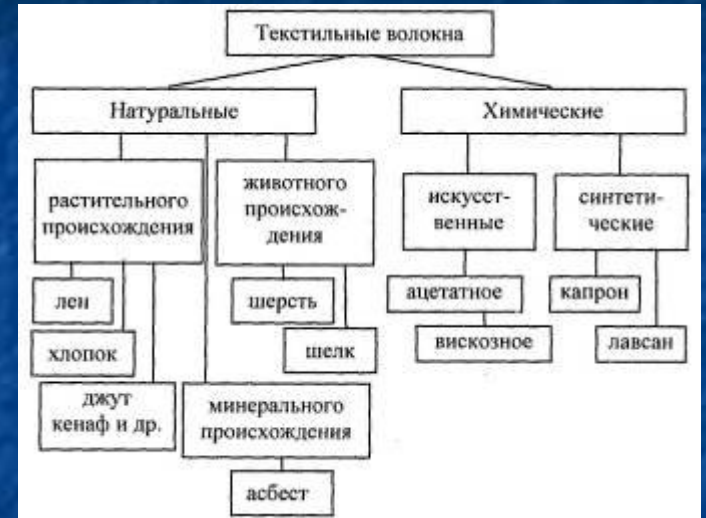 Текстильные волокна
Натуральные
Химические
растительного
происхождения
животного
происхож-
дения
искусст-
венные
синтети-
ческие
лен
хлопок
джут
кенаф и др.
шерсть
шелк
минерального
происхождения
асбест
ацетатное
вискозное
капрон
лавсан